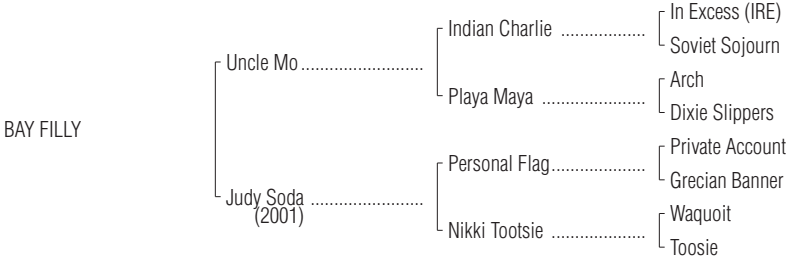 In Excess (IRE)
Indian Charlie ...................
Soviet Sojourn
Uncle Mo .........................
Arch
Playa Maya .....................
Dixie Slippers
BAY FILLY
Private Account
Personal Flag...................
Grecian Banner
Judy Soda .......................
(2001)
Waquoit
Nikki Tootsie ...................
Toosie